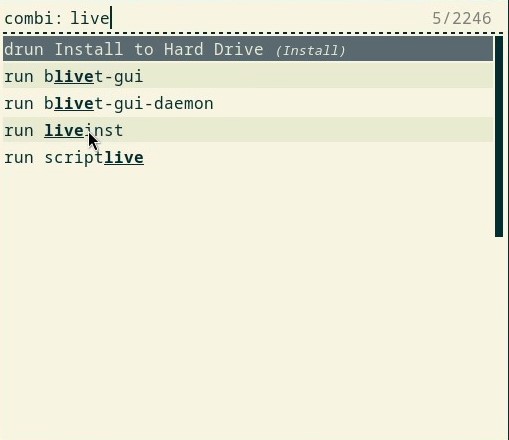 combi: live 5/2246
drun Install to Hard Drive (Install)
run blivet-gui
run blivet-gui-daemon
run liveinst
run scriptlive